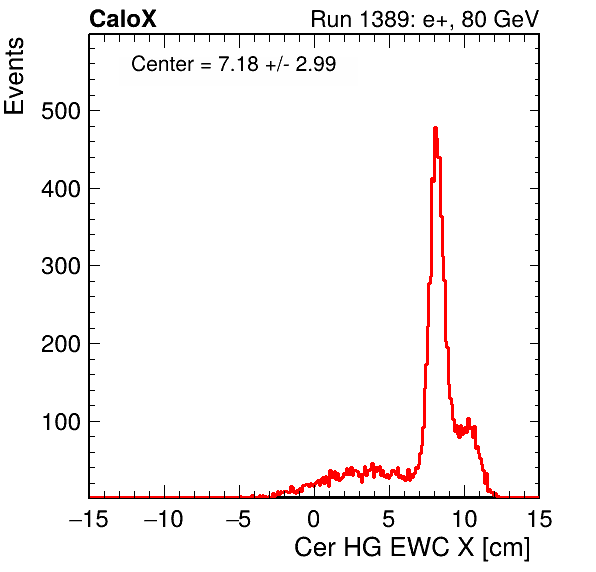 CaloX Run 1389: e+, 80 GeV
Center = 7.18 +/- 2.99
Events
500
400
300
200
100
−15 −10 −5 0 5 10 15
Cer HG EWC X [cm]